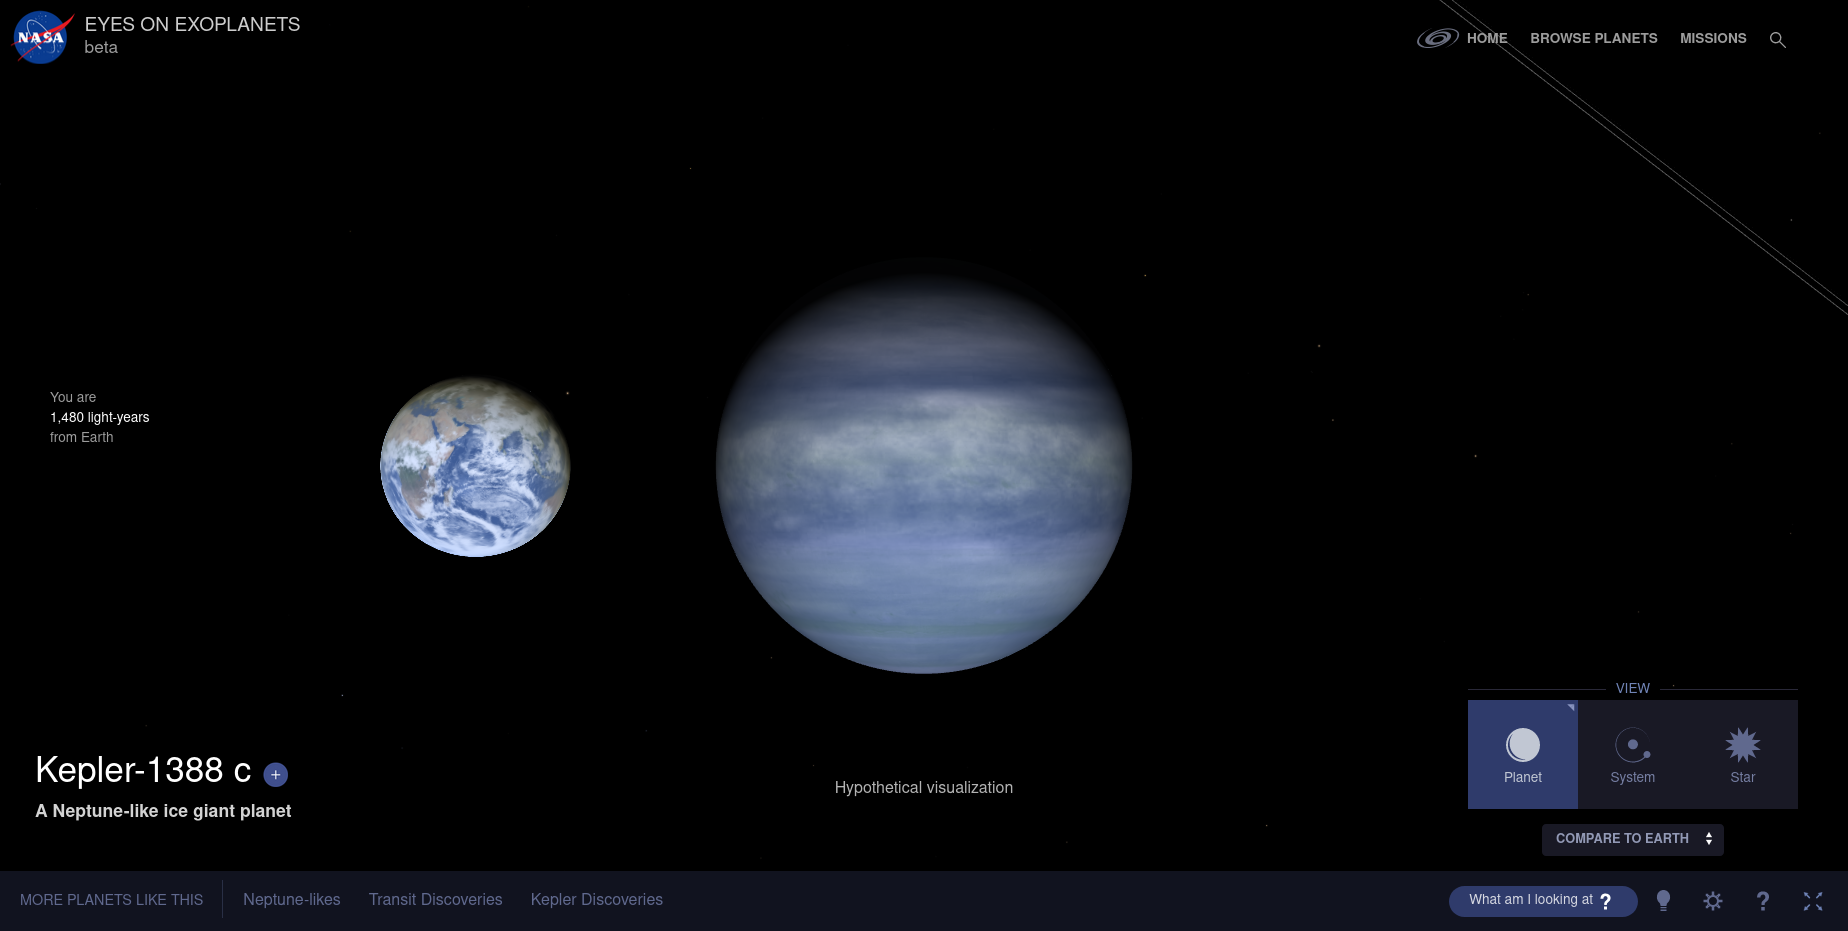 NASA
EYES ON EXOPLANETS
beta
HOME
BROWSE PLANETS
MISSIONS
You are
1,480 light-years
from Earth
Kepler-1388 c +
A Neptune-like ice giant planet
Hypothetical visualization
VIEW
Planet
System
Star
COMPARE TO EARTH
MORE PLANETS LIKE THIS
Neptune-likes
Transit Discoveries
Kepler Discoveries
What am I looking at ?
?